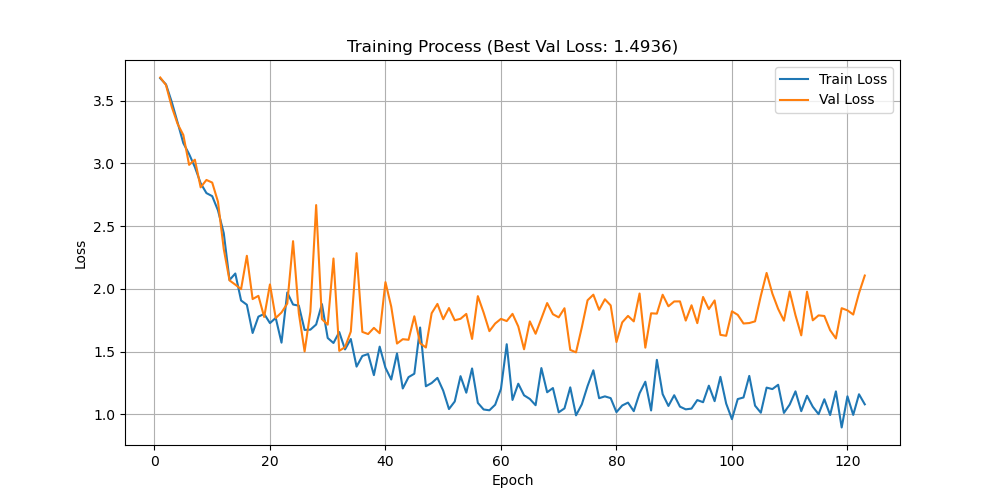 Training Process (Best Val Loss: 1.4936)
Train Loss
Val Loss
3.5
3.0
2.5
2.0
1.5
1.0
Loss
0 20 40 60 80 100 120
Epoch